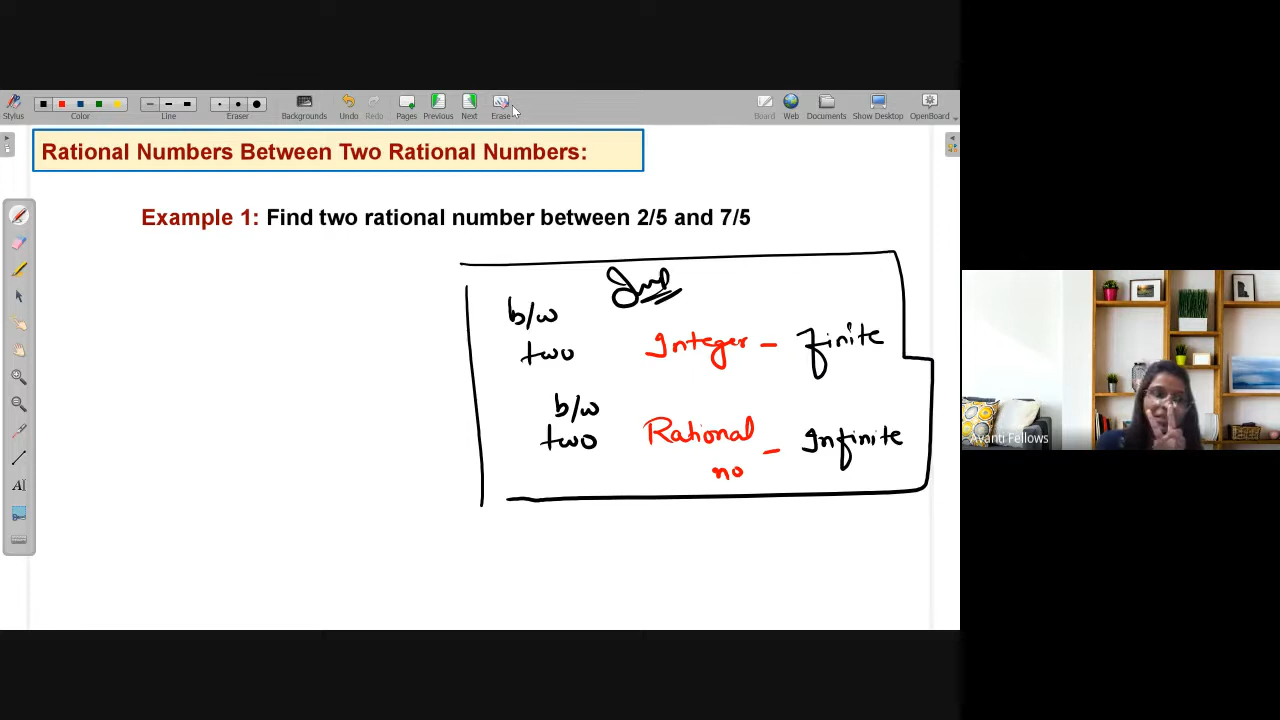 Stylus
Color
Line
Eraser
Backgrounds
Undo
Redo
Pages
Previous
Next
Erase
Board
Web
Documents
Show Desktop
OpenBoard
Rational Numbers Between Two Rational Numbers:
Example 1: Find two rational number between 2/5 and 7/5
Imp
b/w
two Integer - finite
b/w
two Rational - Infinite
no
Avanti Fellows